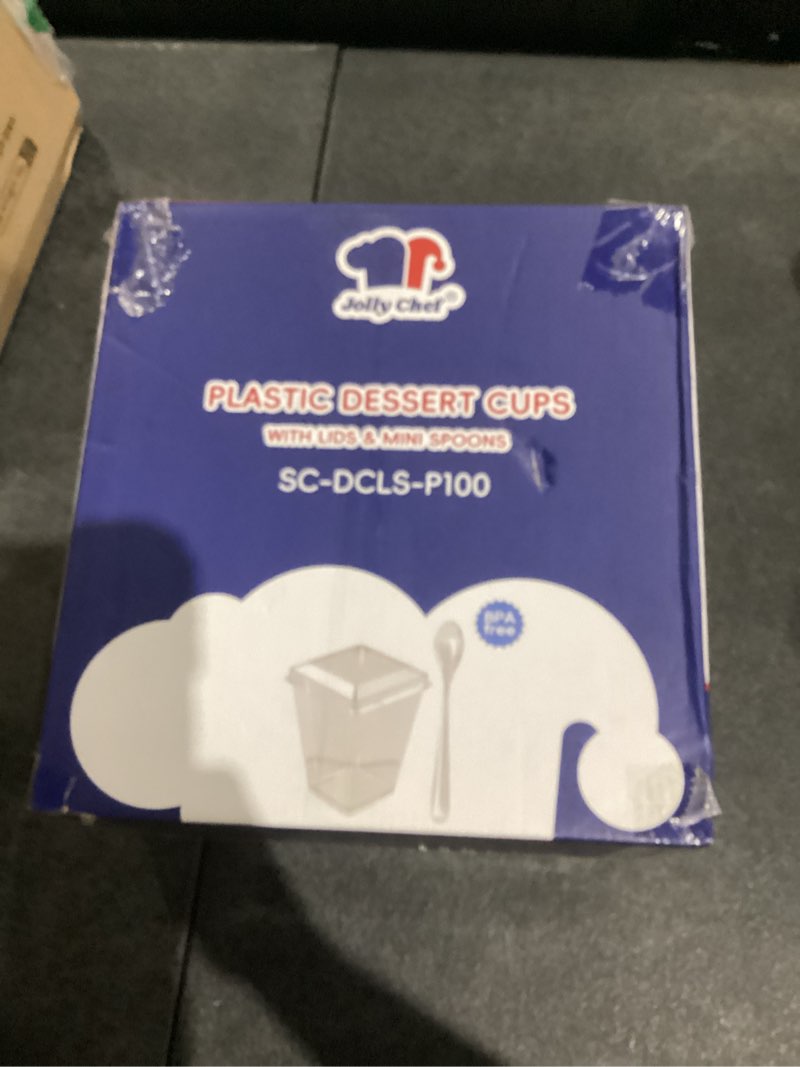 Jolly Chef®
PLASTIC DESSERT CUPS
WITH LIDS & MINI SPOONS
SC-DCLS-P100
BPA
free